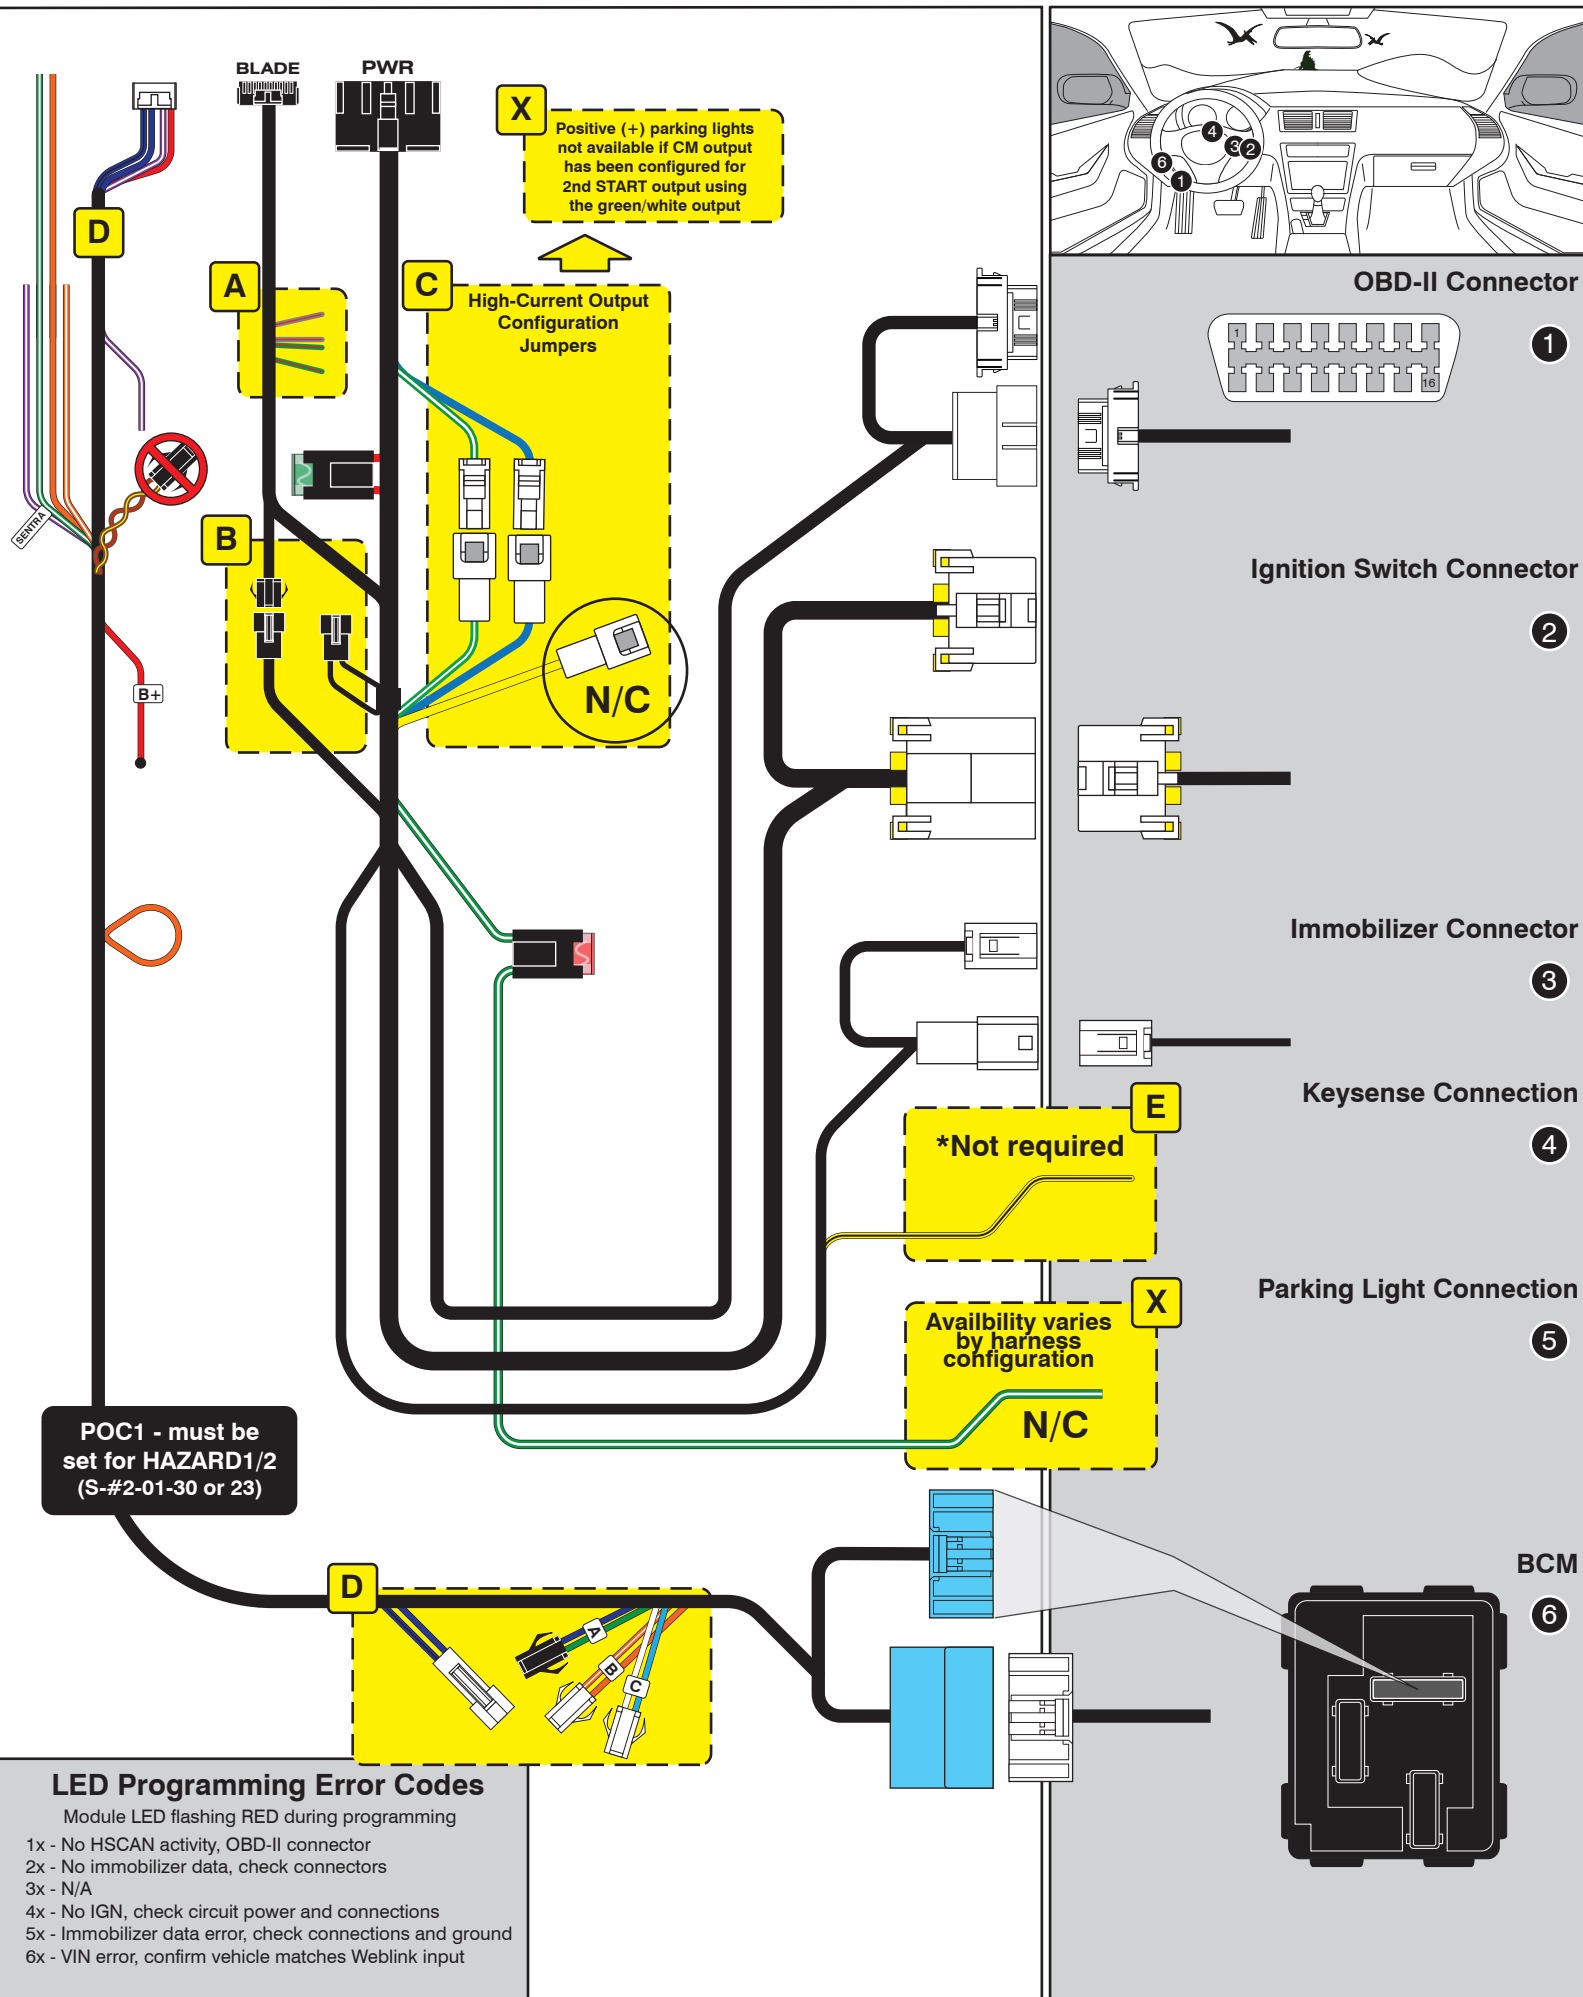 BLADE
PWR
X
Positive (+) parking lights
not available if CM output
has been configured for
2nd START output using
the green/white output
D
A
C
High-Current Output
Configuration
Jumpers
B
SENTRA
B+
N/C
4
3
2
6
1
OBD-II Connector
1
1
16
Ignition Switch Connector
2
Immobilizer Connector
3
Keysense Connection
4
E
*Not required
Parking Light Connection
5
X
Availbility varies
by harness
configuration
N/C
POC1 - must be
set for HAZARD1/2
(S-#2-01-30 or 23)
D
A
B
C
BCM
6
LED Programming Error Codes
Module LED flashing RED during programming
1x - No HSCAN activity, OBD-II connector
2x - No immobilizer data, check connectors
3x - N/A
4x - No IGN, check circuit power and connections
5x - Immobilizer data error, check connections and ground
6x - VIN error, confirm vehicle matches Weblink input